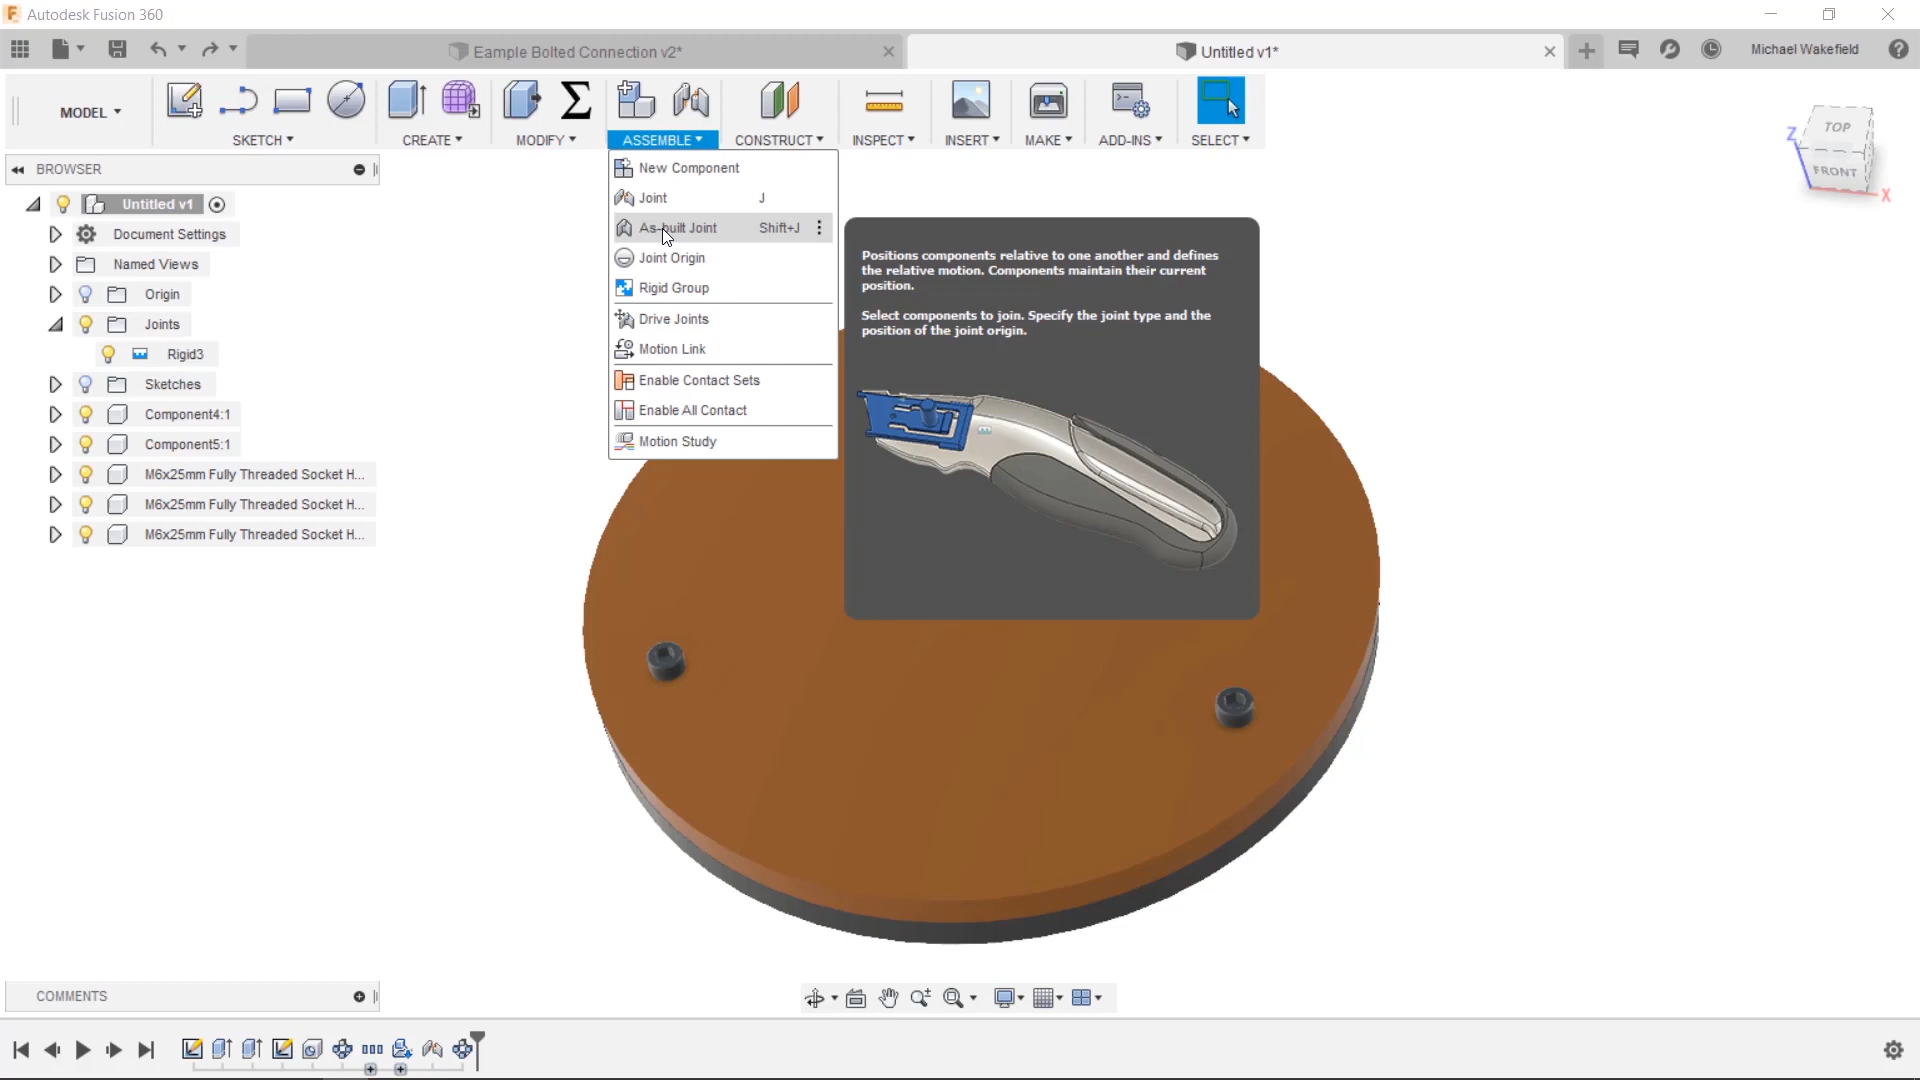 Autodesk Fusion 360
Eample Bolted Connection v2*
Untitled v1*
Michael Wakefield
MODEL
SKETCH
CREATE
MODIFY
ASSEMBLE
CONSTRUCT
INSPECT
INSERT
MAKE
ADD-INS
SELECT
TOP
FRONT
Z
X
BROWSER
Untitled v1
Document Settings
Named Views
Origin
Joints
Rigid3
Sketches
Component4:1
Component5:1
M6x25mm Fully Threaded Socket H...
M6x25mm Fully Threaded Socket H...
M6x25mm Fully Threaded Socket H...
New Component
Joint J
As-built Joint Shift+J
Joint Origin
Rigid Group
Drive Joints
Motion Link
Enable Contact Sets
Enable All Contact
Motion Study
Positions components relative to one another and defines
the relative motion. Components maintain their current
position.
Select components to join. Specify the joint type and the
position of the joint origin.
COMMENTS